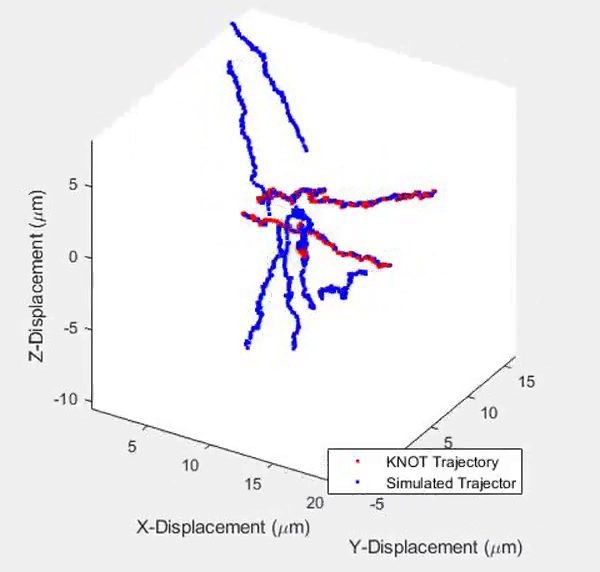 5
0
-5
-10
Z-Displacement (μm)
5
10
15
20
X-Displacement (μm)
15
10
5
-5
Y-Displacement (μm)
KNOT Trajectory
Simulated Trajector